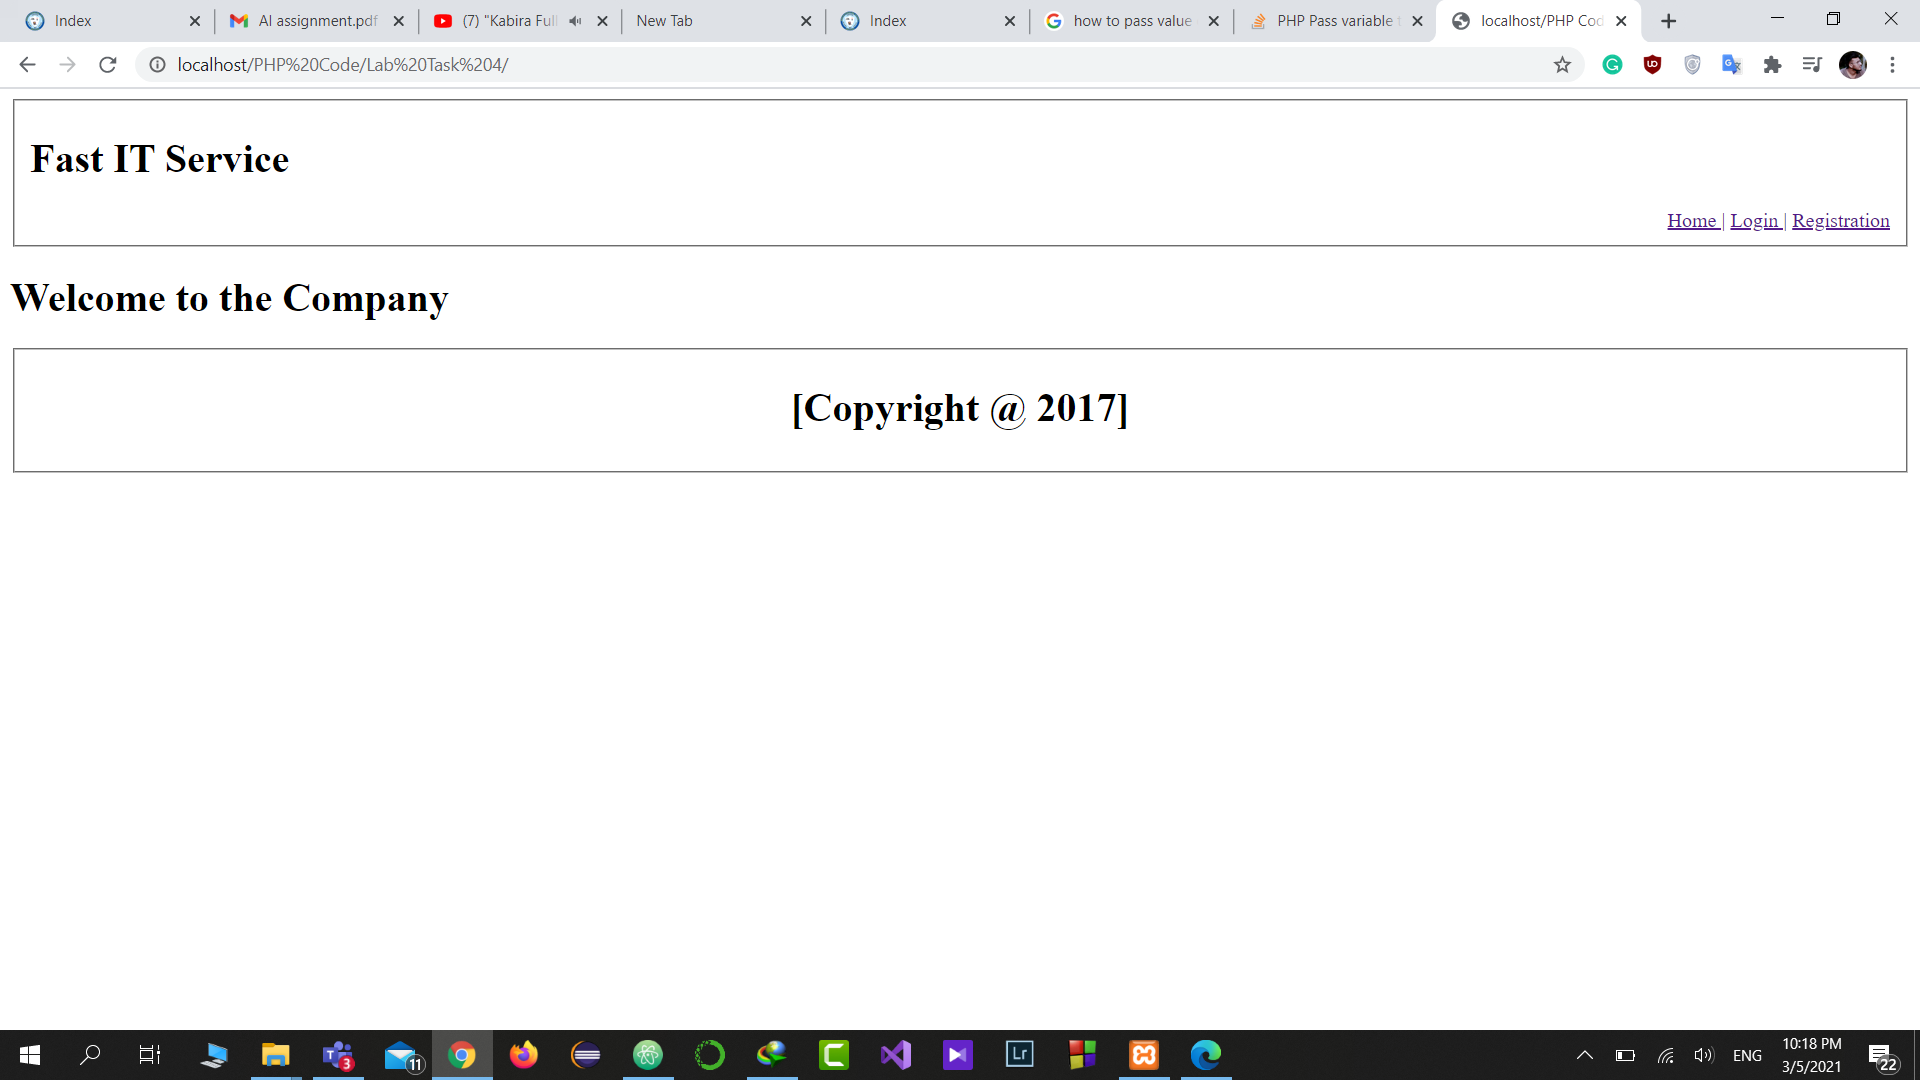 Index
AI assignment.pdf
(7) "Kabira Full
New Tab
Index
how to pass value
PHP Pass variable t
localhost/PHP Cod
localhost/PHP%20Code/Lab%20Task%204/
Fast IT Service
Home | Login | Registration
Welcome to the Company
[Copyright @ 2017]
3
11
Lr
ENG
10:18 PM
3/5/2021
22